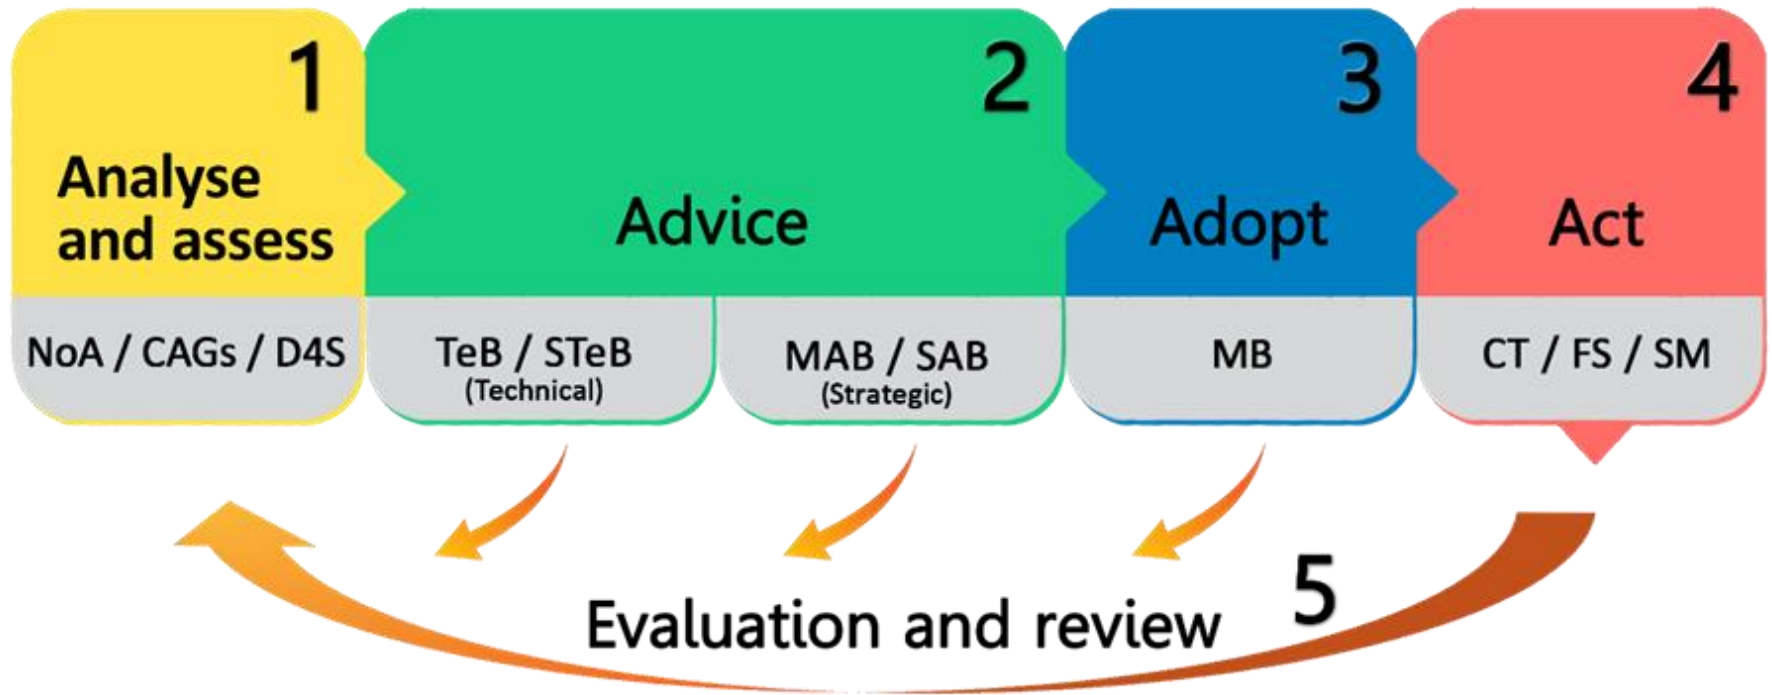 1
Analyse
and assess
NoA / CAGs / D4S
2
Advice
TeB / STeB
(Technical)
MAB / SAB
(Strategic)
3
Adopt
MB
4
Act
CT / FS / SM
Evaluation and review 5